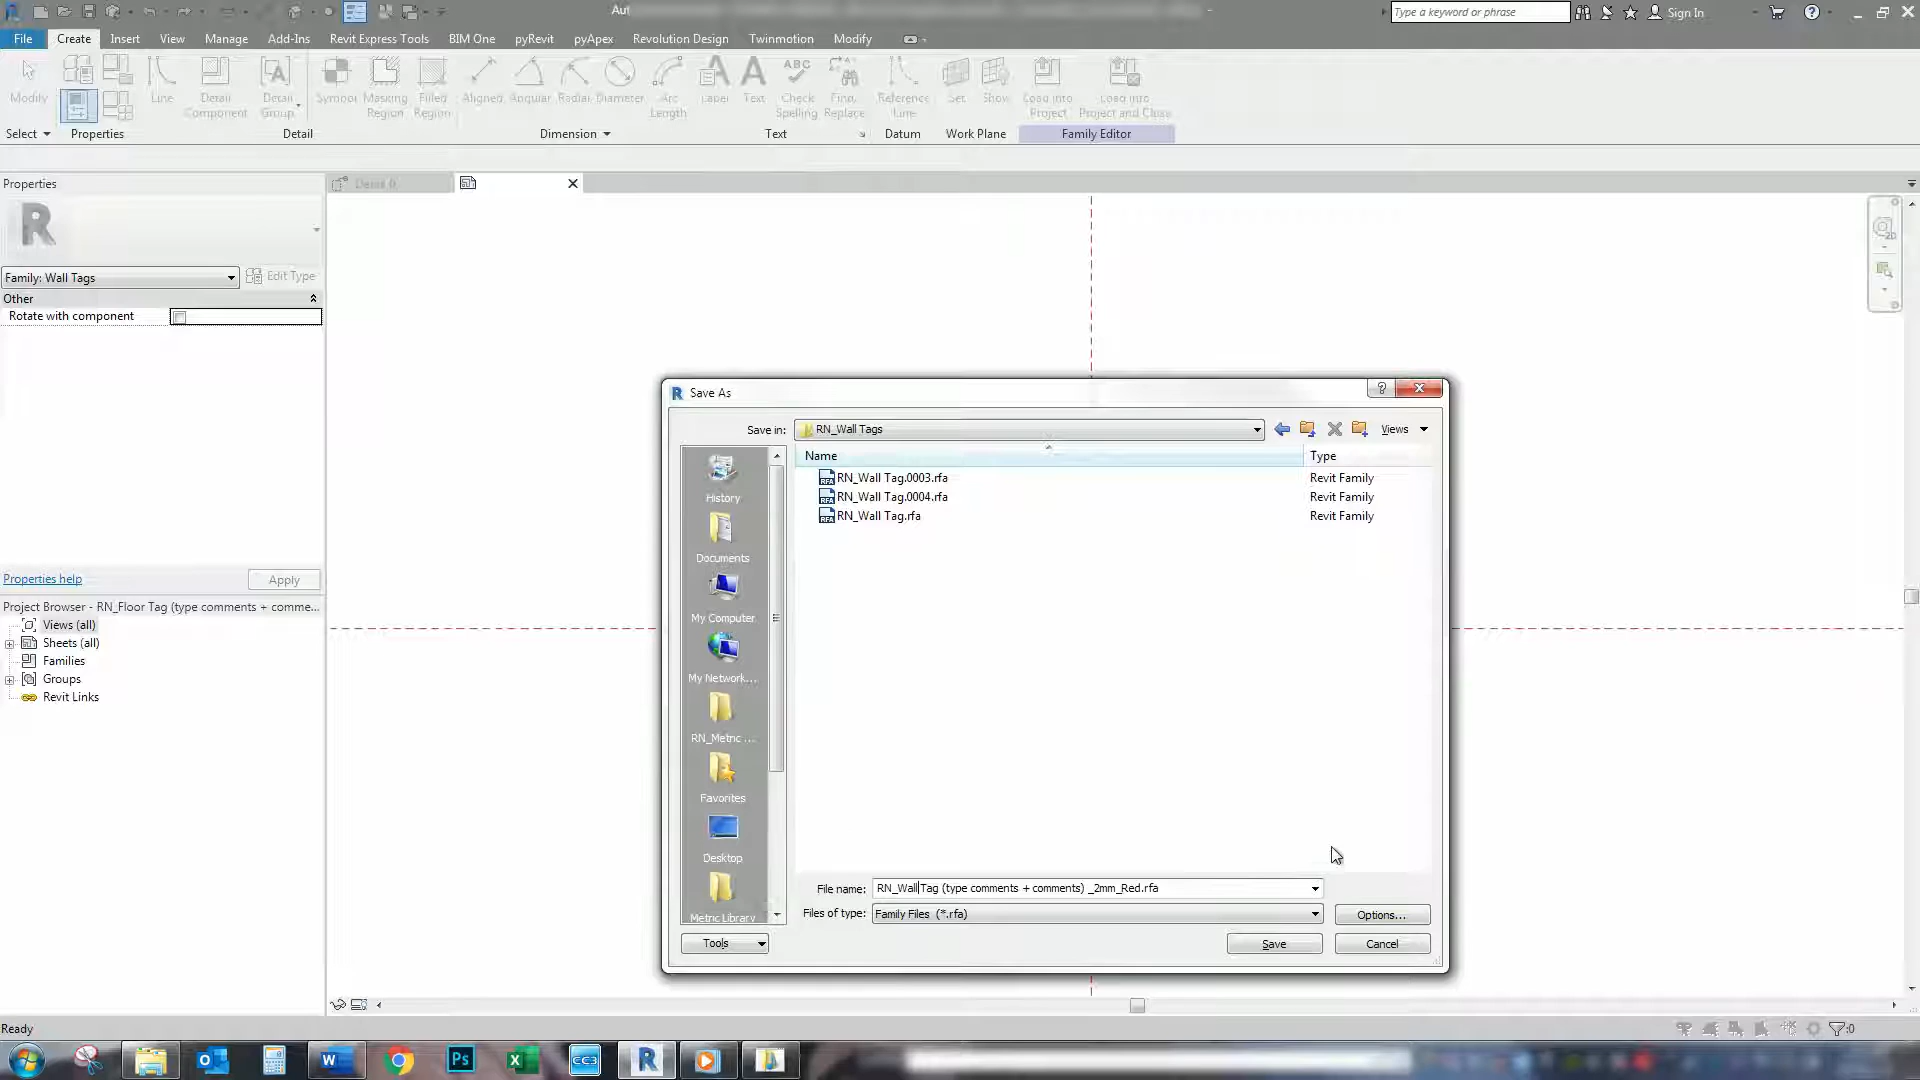 Aut
Type a keyword or phrase
Sign In
File Create Insert View Manage Add-Ins Revit Express Tools BIM One pyRevit pyApex Revolution Design Twinmotion Modify
Modify
Line
Detail Component
Detail Group
Symbol
Masking Region
Filled Region
Aligned
Angular
Radial
Diameter
Arc Length
Label
Text
ABC
Check Spelling
Find/ Replace
Reference Line
Set
Show
Load into Project
Load into Project and Close
Select Properties Detail Dimension Text Datum Work Plane Family Editor
Properties
R
Family: Wall Tags
Edit Type
Other
Rotate with component
Properties help
Apply
Project Browser - RN_Floor Tag (type comments + comme...
Views (all)
Sheets (all)
Families
Groups
Revit Links
Save As
Save in: RN_Wall Tags
Views
Name Type
RN_Wall Tag.0003.rfa Revit Family
RN_Wall Tag.0004.rfa Revit Family
RN_Wall Tag.rfa Revit Family
History
Documents
My Computer
My Network...
RN_Metric ...
Favorites
Desktop
Metric Library
File name: RN_Wall Tag (type comments + comments) _2mm_Red.rfa
Files of type: Family Files (*.rfa)
Options...
Tools
Save
Cancel
Ready
:0
W
Ps
X
CC3
R